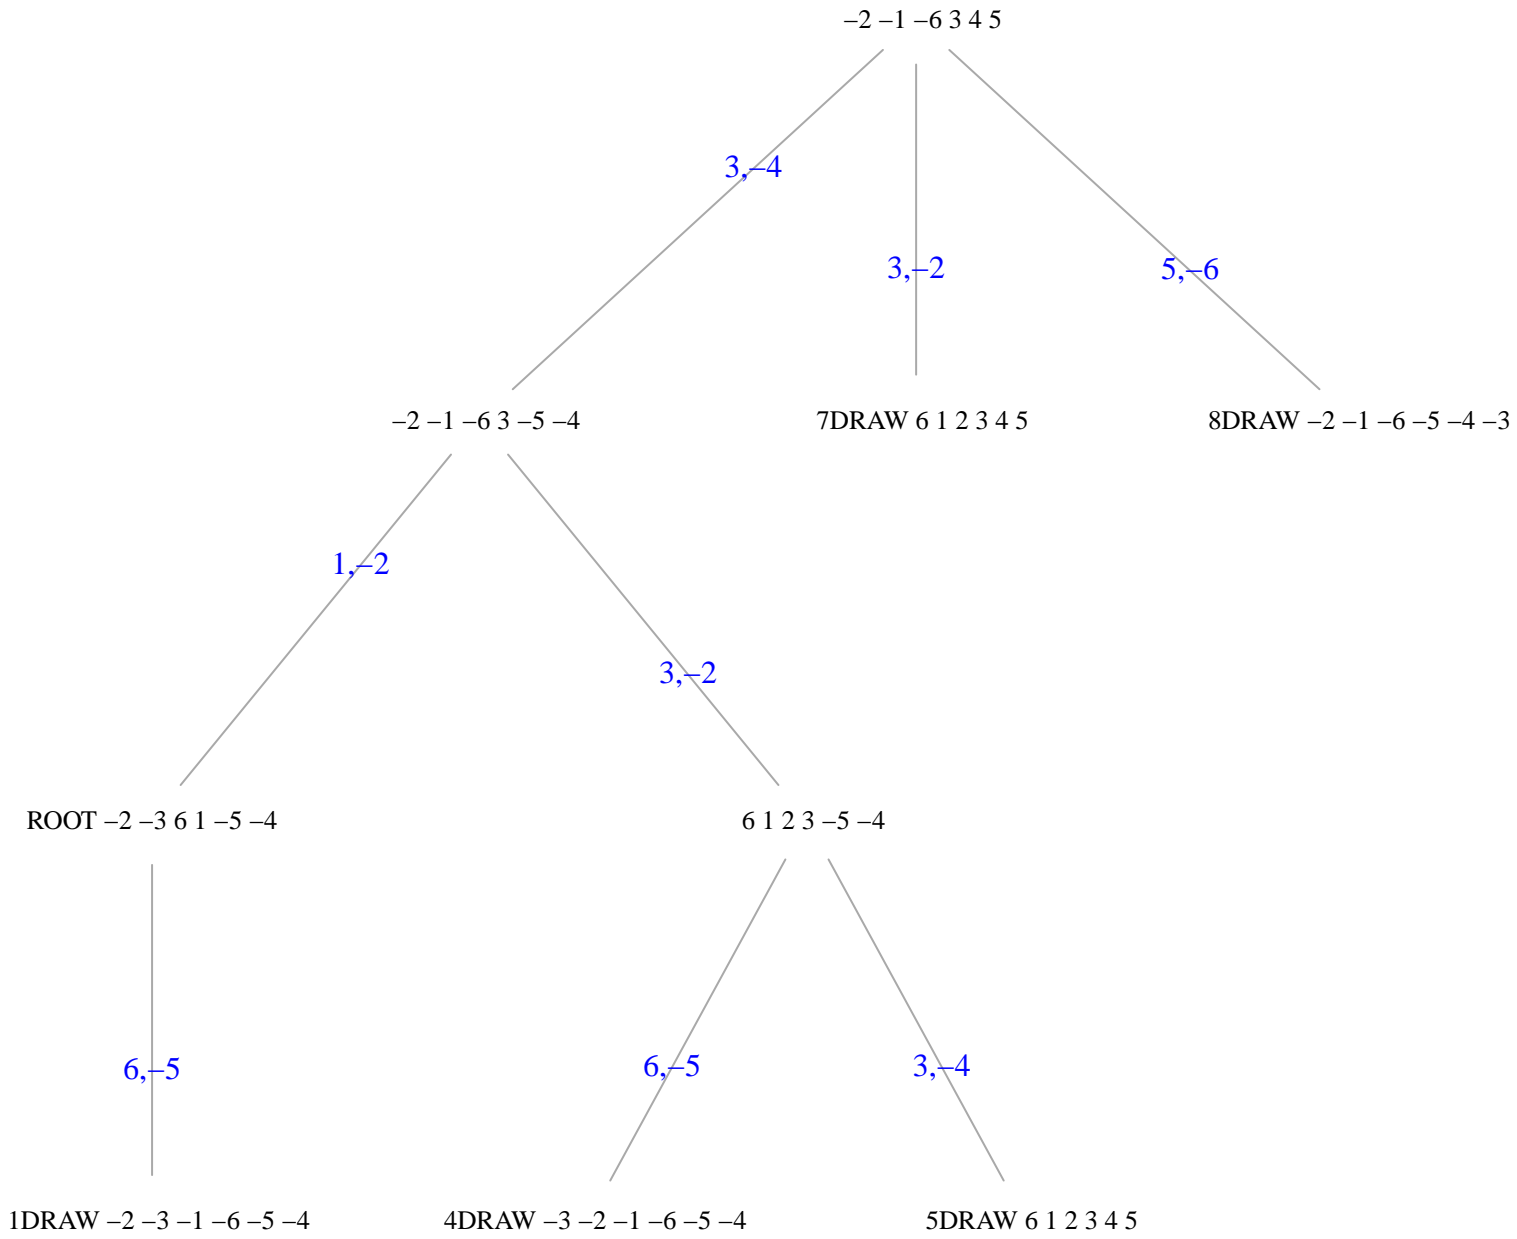 –2 –1 –6 3 4 5
3,–4
3,–2
5,–6
–2 –1 –6 3 –5 –4
7DRAW 6 1 2 3 4 5
8DRAW –2 –1 –6 –5 –4 –3
1,–2
3,–2
ROOT –2 –3 6 1 –5 –4
6 1 2 3 –5 –4
6,–5
6,–5
3,–4
1DRAW –2 –3 –1 –6 –5 –4
4DRAW –3 –2 –1 –6 –5 –4
5DRAW 6 1 2 3 4 5